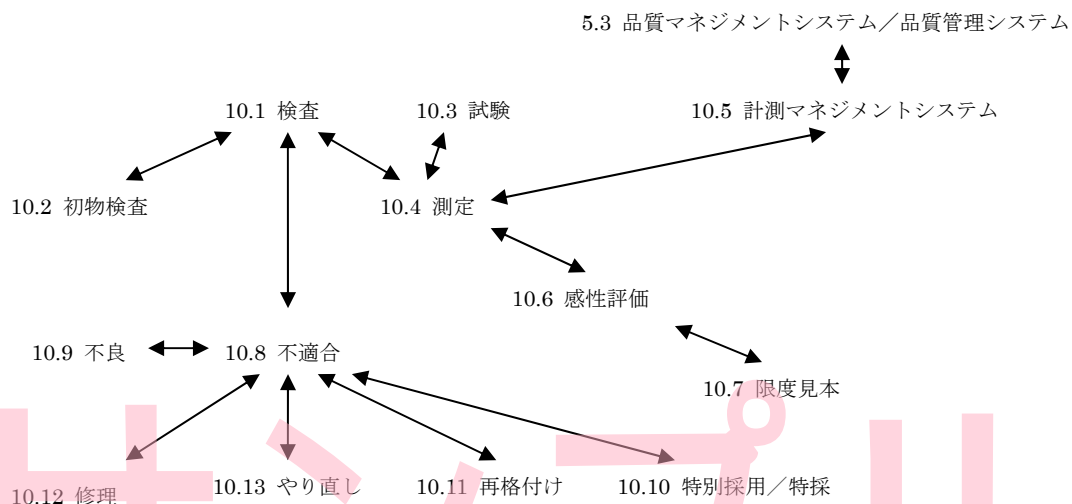 5.3 品質マネジメントシステム／品質管理システム
10.1 検査
10.3 試験
10.5 計測マネジメントシステム
10.2 初物検査
10.4 測定
10.6 感性評価
10.9 不良
10.8 不適合
10.7 限度見本
10.12 修理
10.13 やり直し
10.11 再格付け
10.10 特別採用／特採
サンプル